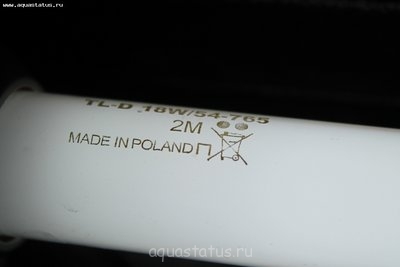 www.aquastatus.ru
TL-D 18W/54-765
2M
MADE IN POLAND
aquastatus.ru